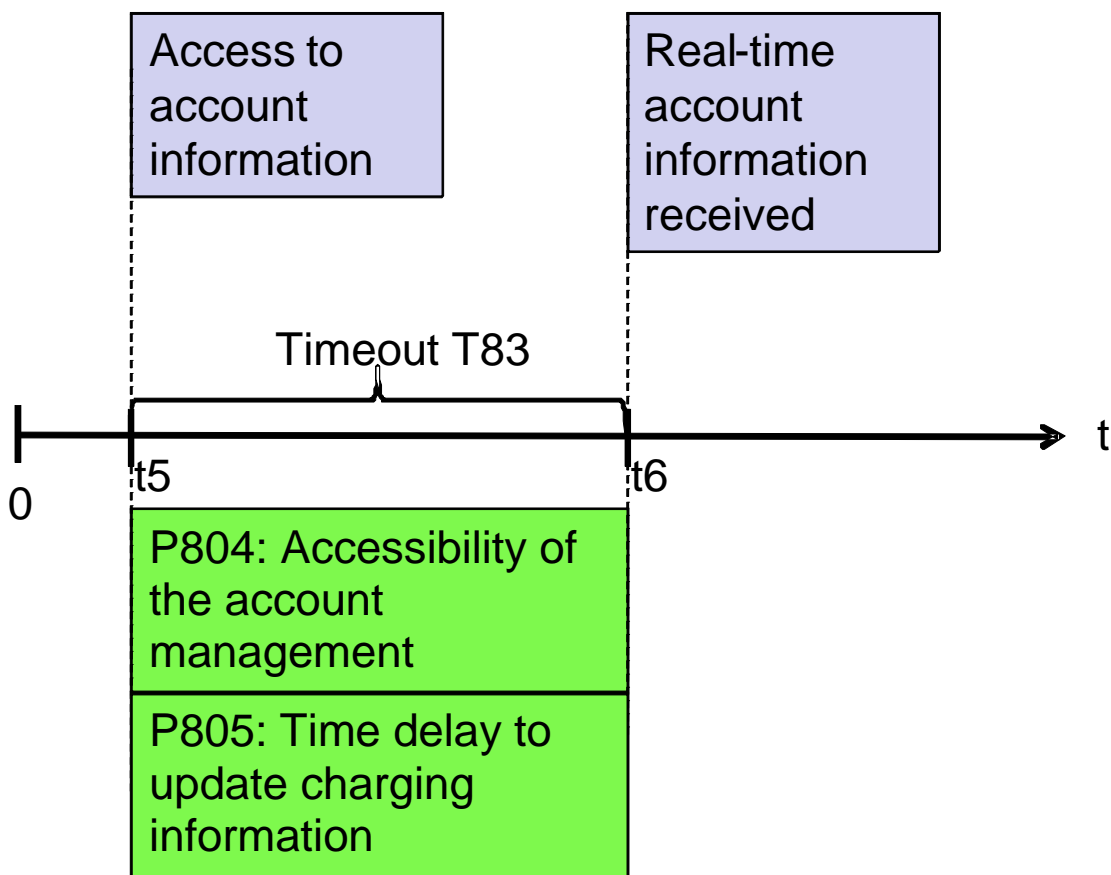 Access to
account
information
Real-time
account
information
received
Timeout T83
t
t5
t6
0
P804: Accessibility of
the account
management
P805: Time delay to
update charging
information